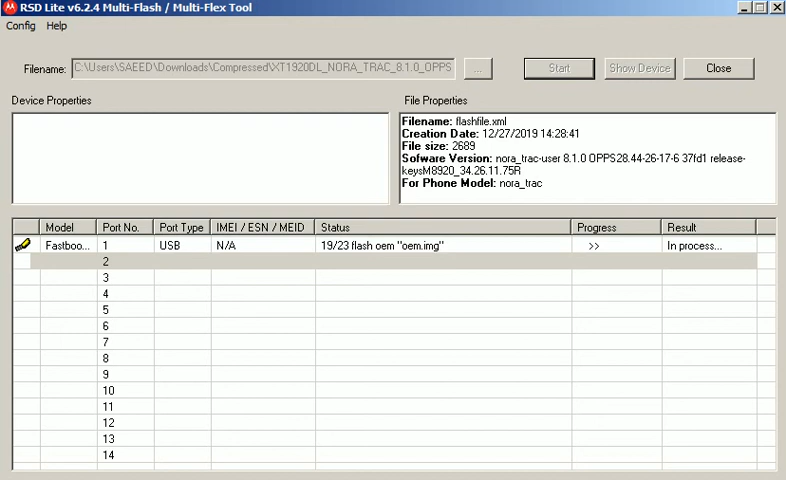 RSD Lite v6.2.4 Multi-Flash / Multi-Flex Tool
Config Help
Filename: C:\Users\SAEED\Downloads\Compressed\XT1920DL_NORA_TRAC_8.1.0_OPPS ... Start Show Device Close
Device Properties
File Properties
Filename: flashfile.xml
Creation Date: 12/27/2019 14:28:41
File size: 2689
Sofware Version: nora_trac-user 8.1.0 OPPS28.44-26-17-6 37fd1 release-
keysM8920_34.26.11.75R
For Phone Model: nora_trac
Model Port No. Port Type IMEI / ESN / MEID Status Progress Result
Fastboo... 1 USB N/A 19/23 flash oem "oem.img" >> In process...
2
3
4
5
6
7
8
9
10
11
12
13
14